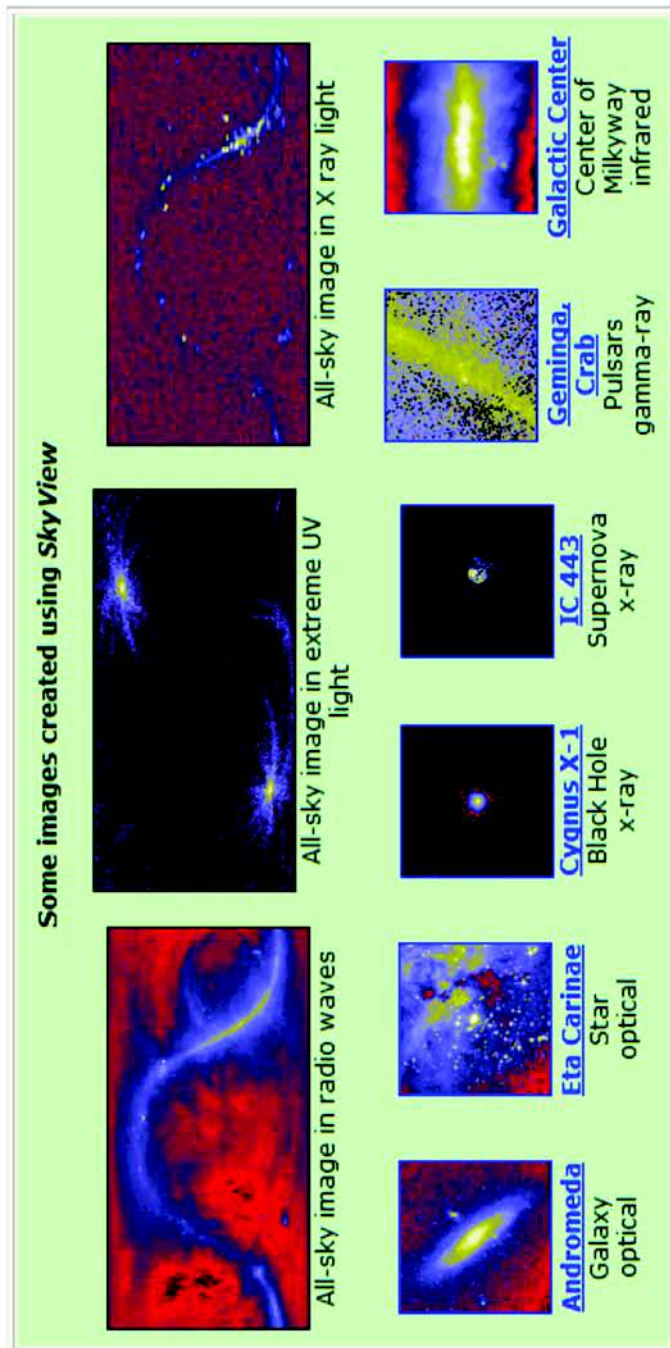 Some images created using SkyView
All-sky image in radio waves
All-sky image in extreme UV
light
All-sky image in X ray light
Andromeda
Galaxy
optical
Eta Carinae
Star
optical
Cygnus X-1
Black Hole
x-ray
IC 443
Supernova
x-ray
Geminga,
Crab
Pulsars
gamma-ray
Galactic Center
Center of
Milkyway
infrared